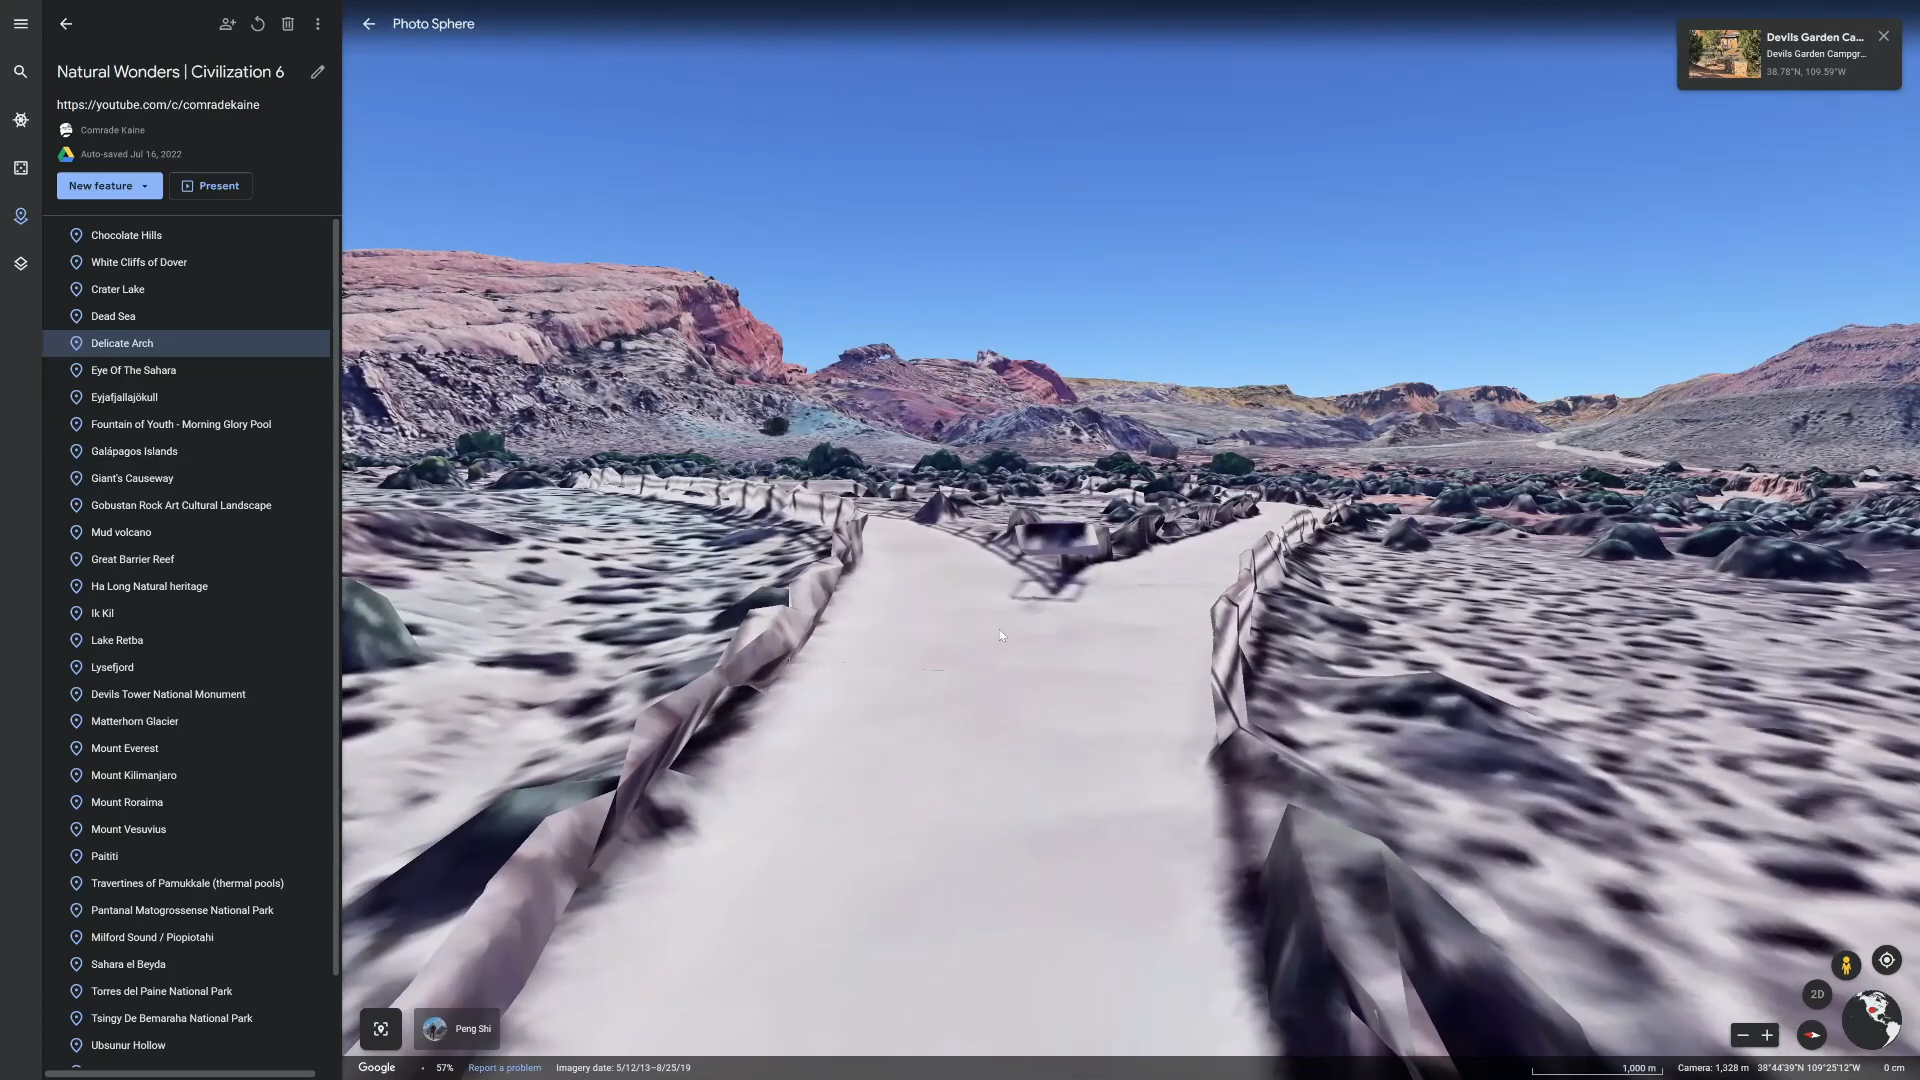 Natural Wonders | Civilization 6
https://youtube.com/c/comradekaine
Comrade Kaine
Auto-saved Jul 16, 2022
New feature
Present
Chocolate Hills
White Cliffs of Dover
Crater Lake
Dead Sea
Delicate Arch
Eye Of The Sahara
Eyjafjallajökull
Fountain of Youth - Morning Glory Pool
Galápagos Islands
Giant's Causeway
Gobustan Rock Art Cultural Landscape
Mud volcano
Great Barrier Reef
Ha Long Natural heritage
Ik Kil
Lake Retba
Lysefjord
Devils Tower National Monument
Matterhorn Glacier
Mount Everest
Mount Kilimanjaro
Mount Roraima
Mount Vesuvius
Paititi
Travertines of Pamukkale (thermal pools)
Pantanal Matogrossense National Park
Milford Sound / Piopiotahi
Sahara el Beyda
Torres del Paine National Park
Tsingy De Bemaraha National Park
Ubsunur Hollow
Photo Sphere
Devils Garden Ca...
Devils Garden Campgr...
38.78°N, 109.59°W
2D
Peng Shi
Google
57%
Report a problem
Imagery date: 5/12/13–8/25/19
1,000 m
Camera: 1,328 m
38°44'39"N 109°25'12"W
0 cm